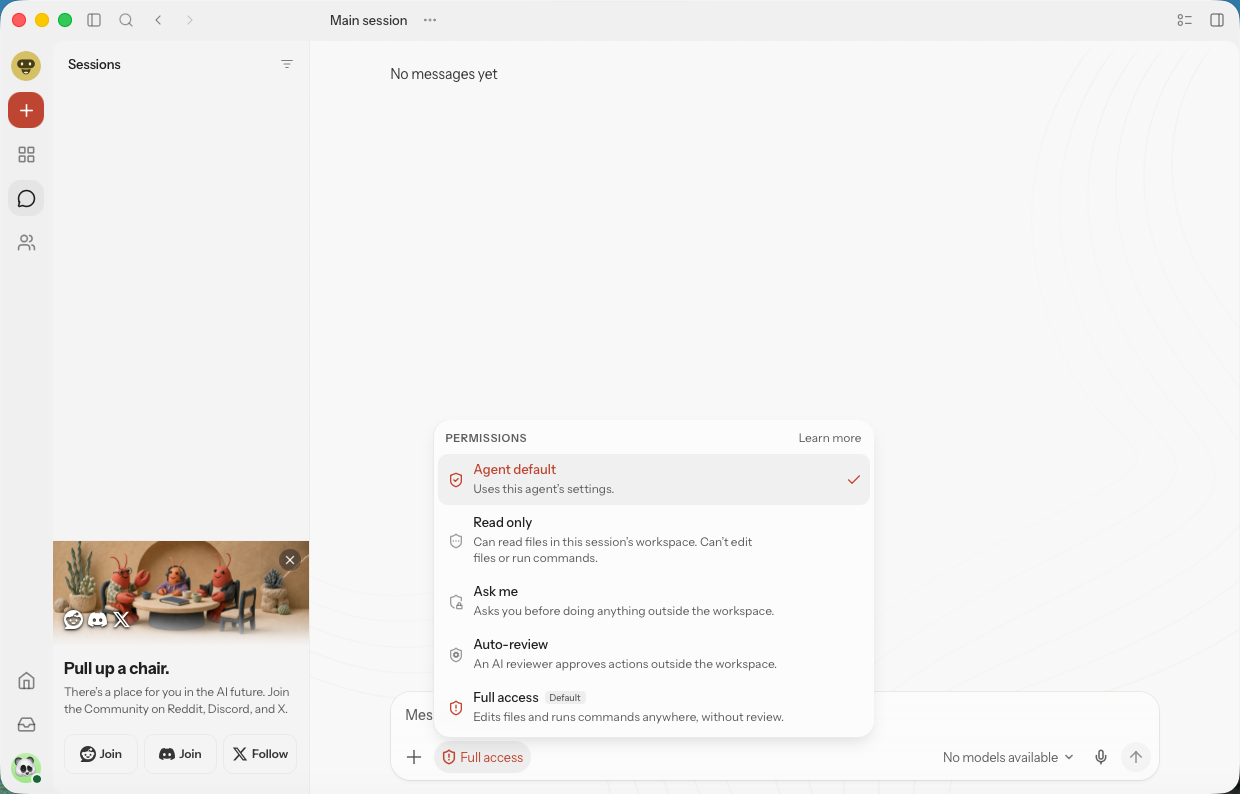 Main session
Sessions
No messages yet
PERMISSIONS
Learn more
Agent default
Uses this agent's settings.
Read only
Can read files in this session's workspace. Can't edit
files or run commands.
Ask me
Asks you before doing anything outside the workspace.
Auto-review
An AI reviewer approves actions outside the workspace.
Full access Default
Edits files and runs commands anywhere, without review.
Mes
Full access
No models available
Pull up a chair.
There's a place for you in the AI future. Join
the Community on Reddit, Discord, and X.
Join
Join
Follow